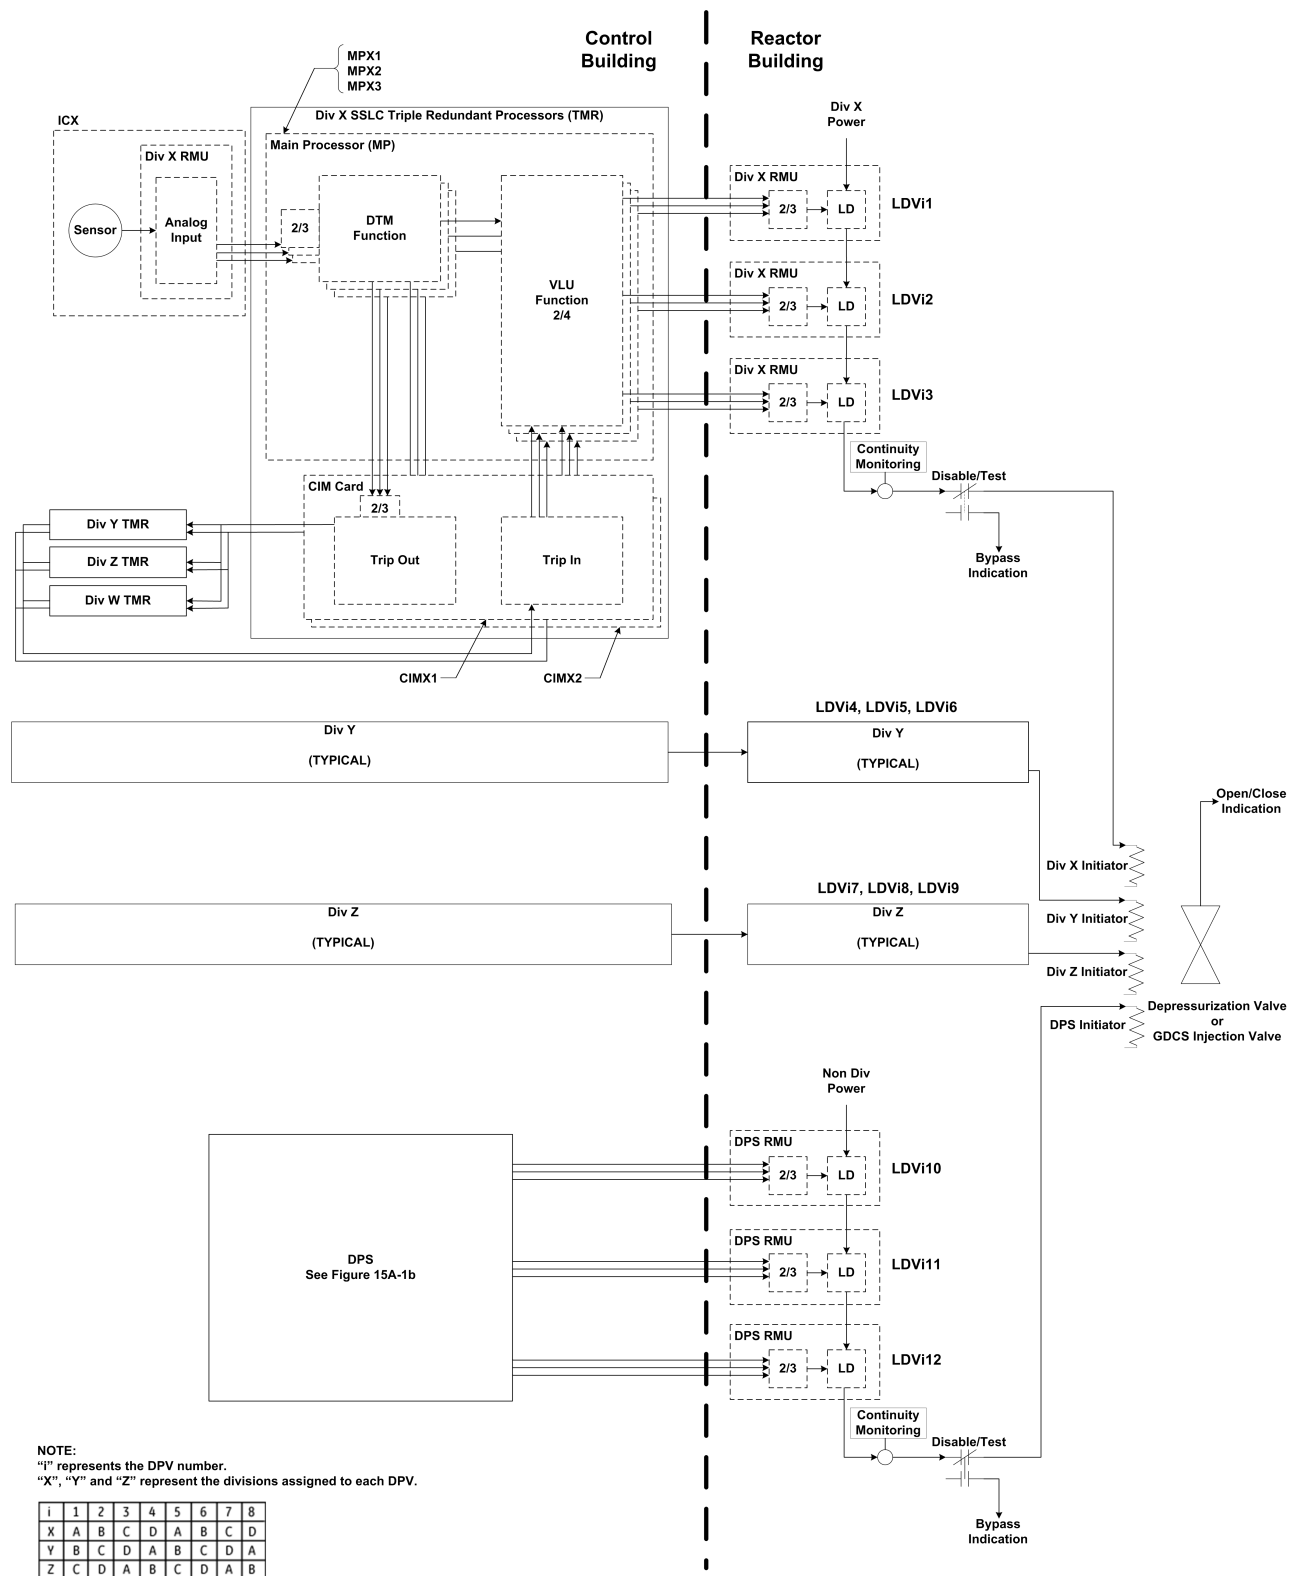 Control
Building
Reactor
Building
MPX1
MPX2
MPX3
ICX
Div X RMU
Sensor
Analog
Input
Div X SSLC Triple Redundant Processors (TMR)
Main Processor (MP)
2/3
DTM
Function
VLU
Function
2/4
Div X
Power
Div X RMU
2/3
LD
LDVi1
Div X RMU
2/3
LD
LDVi2
Div X RMU
2/3
LD
LDVi3
Continuity
Monitoring
Disable/Test
Bypass
Indication
CIM Card
2/3
Trip Out
Trip In
Div Y TMR
Div Z TMR
Div W TMR
CIMX1
CIMX2
Div Y
(TYPICAL)
LDVi4, LDVi5, LDVi6
Div Y
(TYPICAL)
Open/Close
Indication
Div X Initiator
Div Z
(TYPICAL)
LDVi7, LDVi8, LDVi9
Div Z
(TYPICAL)
Div Y Initiator
Div Z Initiator
DPS Initiator
Depressurization Valve
or
GDCS Injection Valve
Non Div
Power
DPS
See Figure 15A-1b
DPS RMU
2/3
LD
LDVi10
DPS RMU
2/3
LD
LDVi11
DPS RMU
2/3
LD
LDVi12
Continuity
Monitoring
Disable/Test
Bypass
Indication
NOTE:
“i” represents the DPV number.
“X”, “Y” and “Z” represent the divisions assigned to each DPV.
i 1 2 3 4 5 6 7 8
X A B C D A B C D
Y B C D A B C D A
Z C D A B C D A B